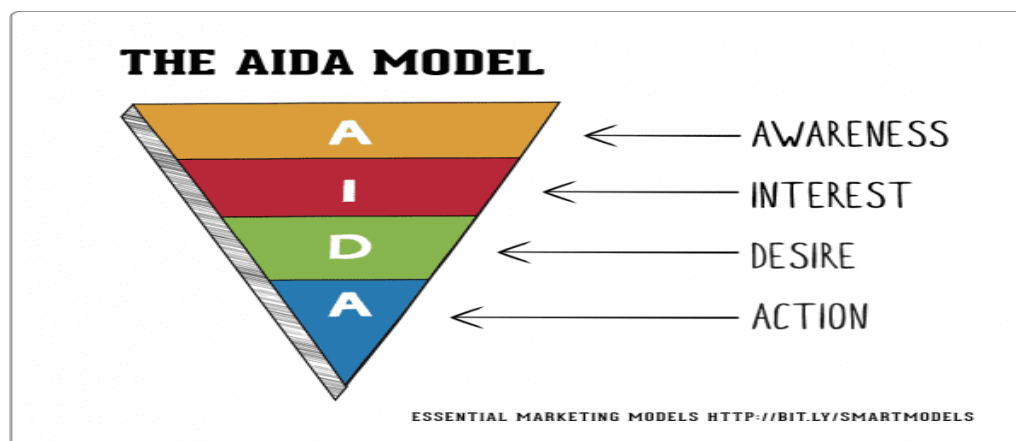 THE AIDA MODEL
A
AWARENESS
I
INTEREST
D
DESIRE
A
ACTION
ESSENTIAL MARKETING MODELS HTTP://BIT.LY/SMARTMODELS